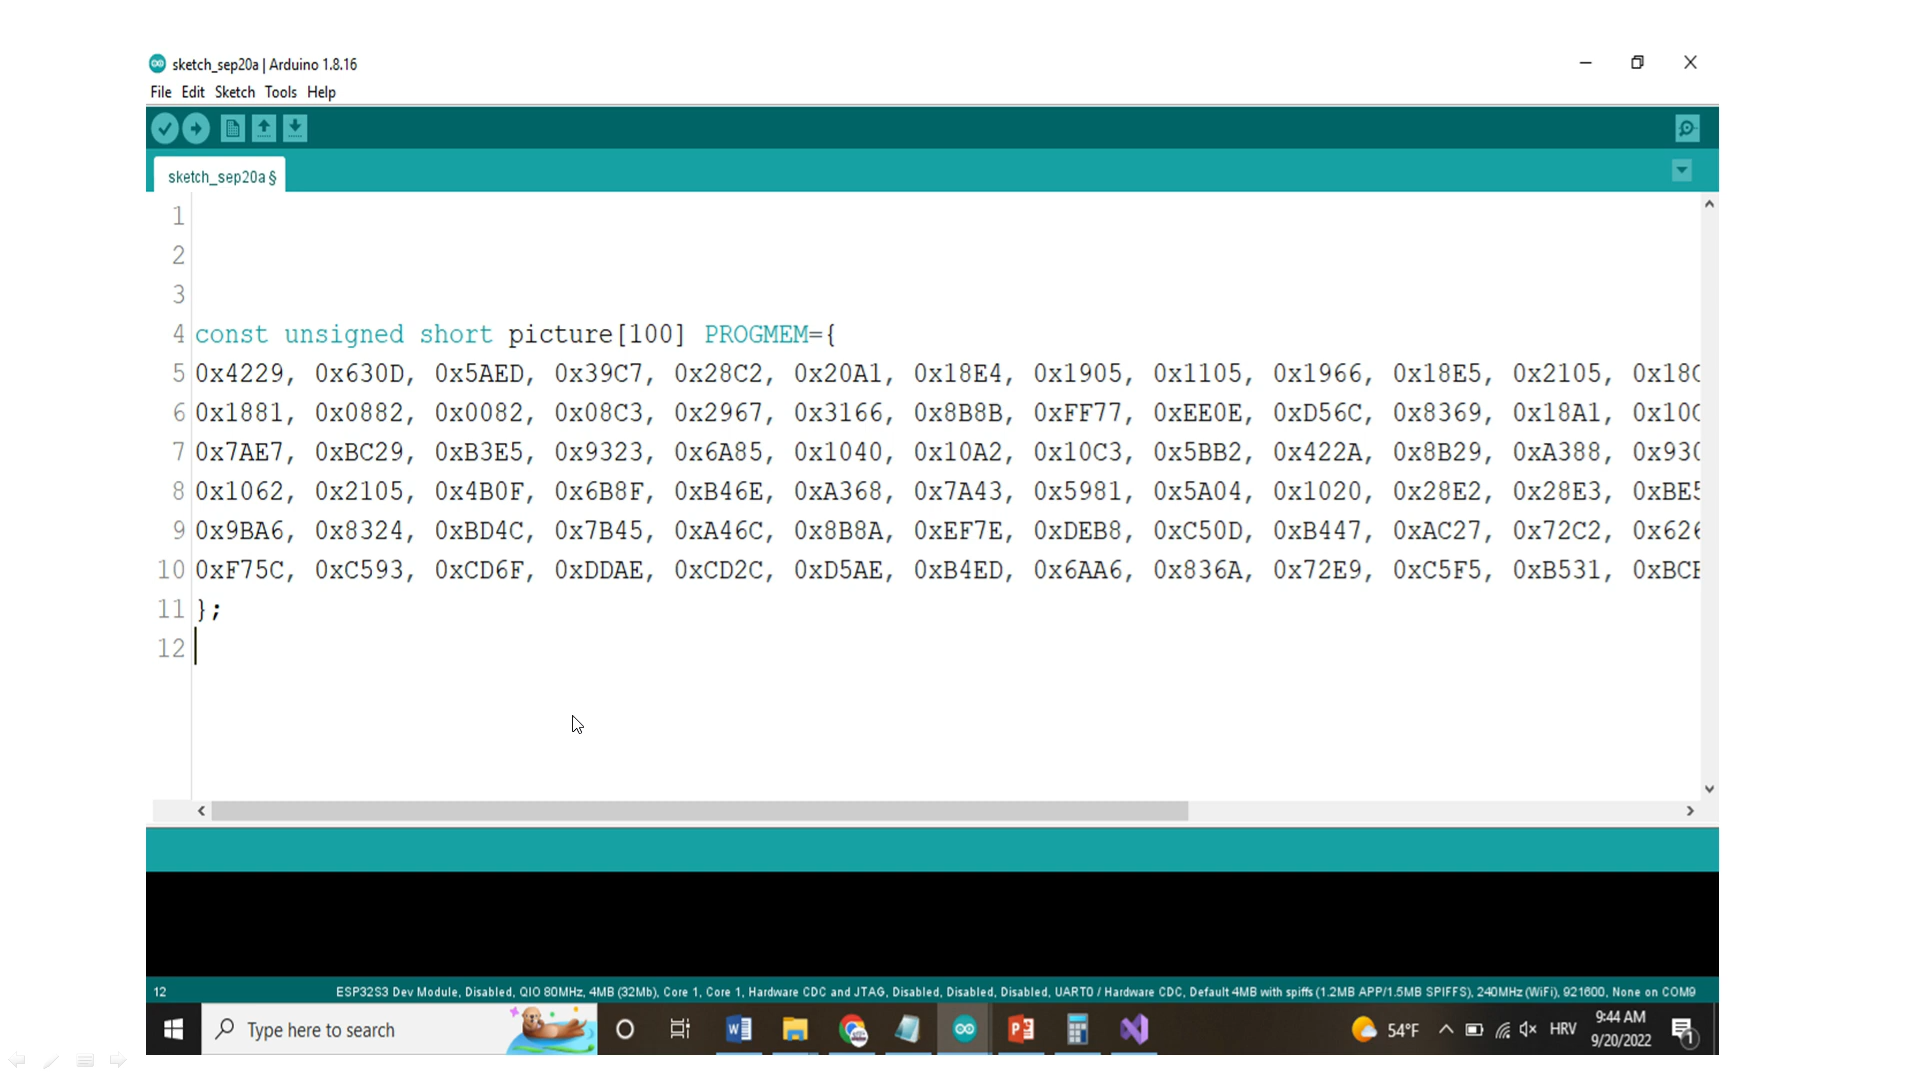 sketch_sep20a | Arduino 1.8.16
File Edit Sketch Tools Help
sketch_sep20a §
1
2
3
4 const unsigned short picture[100] PROGMEM={
5 0x4229, 0x630D, 0x5AED, 0x39C7, 0x28C2, 0x20A1, 0x18E4, 0x1905, 0x1105, 0x1966, 0x18E5, 0x2105,
6 0x1881, 0x0882, 0x0082, 0x08C3, 0x2967, 0x3166, 0x8B8B, 0xFF77, 0xEE0E, 0xD56C, 0x8369, 0x18A1,
7 0x7AE7, 0xBC29, 0xB3E5, 0x9323, 0x6A85, 0x1040, 0x10A2, 0x10C3, 0x5BB2, 0x422A, 0x8B29, 0xA388,
8 0x1062, 0x2105, 0x4B0F, 0x6B8F, 0xB46E, 0xA368, 0x7A43, 0x5981, 0x5A04, 0x1020, 0x28E2, 0x28E3,
9 0x9BA6, 0x8324, 0xBD4C, 0x7B45, 0xA46C, 0x8B8A, 0xEF7E, 0xDEB8, 0xC50D, 0xB447, 0xAC27, 0x72C2,
10 0xF75C, 0xC593, 0xCD6F, 0xDDAE, 0xCD2C, 0xD5AE, 0xB4ED, 0x6AA6, 0x836A, 0x72E9, 0xC5F5, 0xB531,
11 };
12
12 ESP32S3 Dev Module, Disabled, QIO 80MHz, 4MB (32Mb), Core 1, Core 1, Hardware CDC and JTAG, Disabled, Disabled, Disabled, UART0 / Hardware CDC, Default 4MB with spiffs (1.2MB APP/1.5MB SPIFFS), 240MHz (WiFi), 921600, None on COM9
Type here to search
54°F HRV
9:44 AM
9/20/2022
1